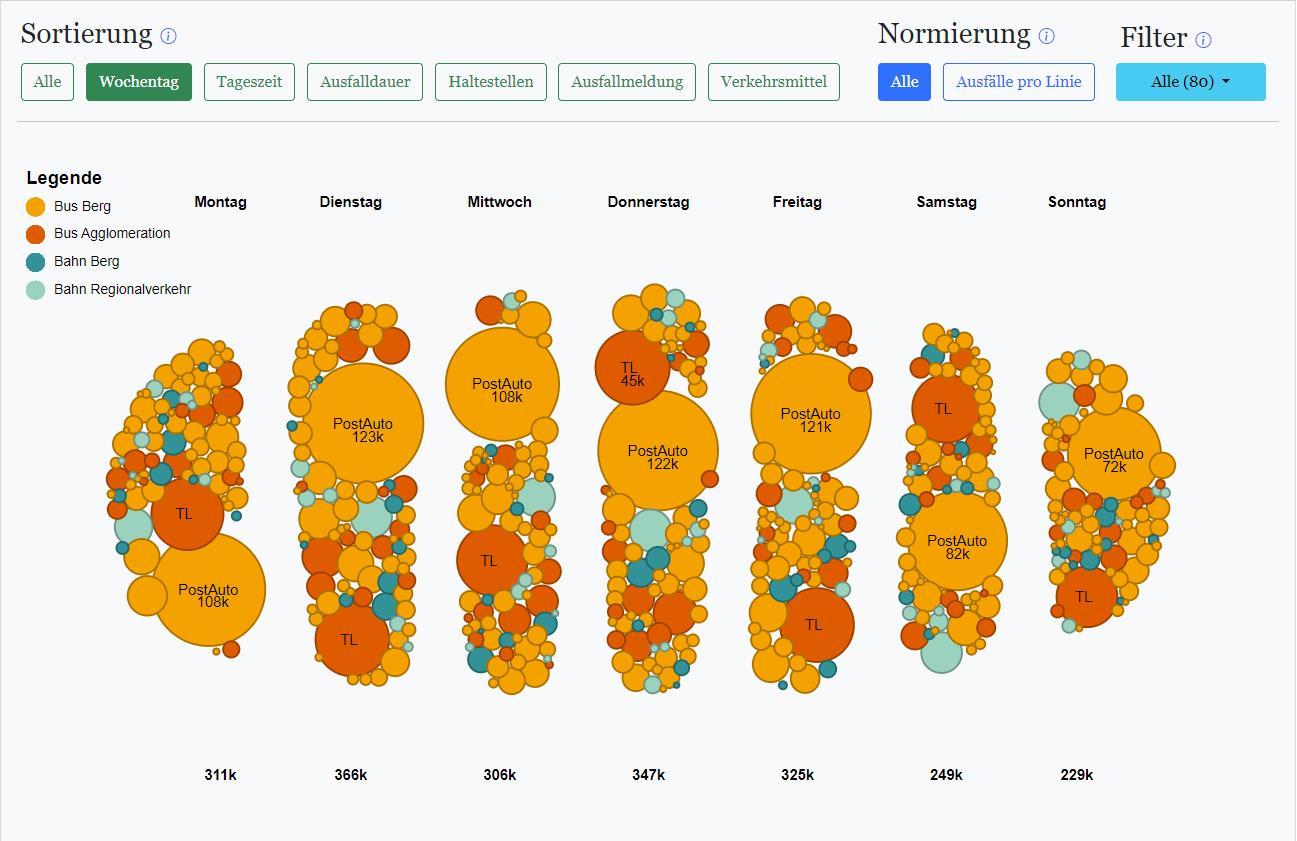 Sortierung
Normierung
Filter
Alle
Wochentag
Tageszeit
Ausfalldauer
Haltestellen
Ausfallmeldung
Verkehrsmittel
Alle
Ausfälle pro Linie
Alle (80)
Legende
Bus Berg
Bus Agglomeration
Bahn Berg
Bahn Regionalverkehr
Montag
Dienstag
Mittwoch
Donnerstag
Freitag
Samstag
Sonntag
TL
PostAuto
108k
PostAuto
123k
TL
PostAuto
108k
TL
TL
45k
PostAuto
122k
PostAuto
121k
TL
TL
PostAuto
82k
PostAuto
72k
TL
311k
366k
306k
347k
325k
249k
229k